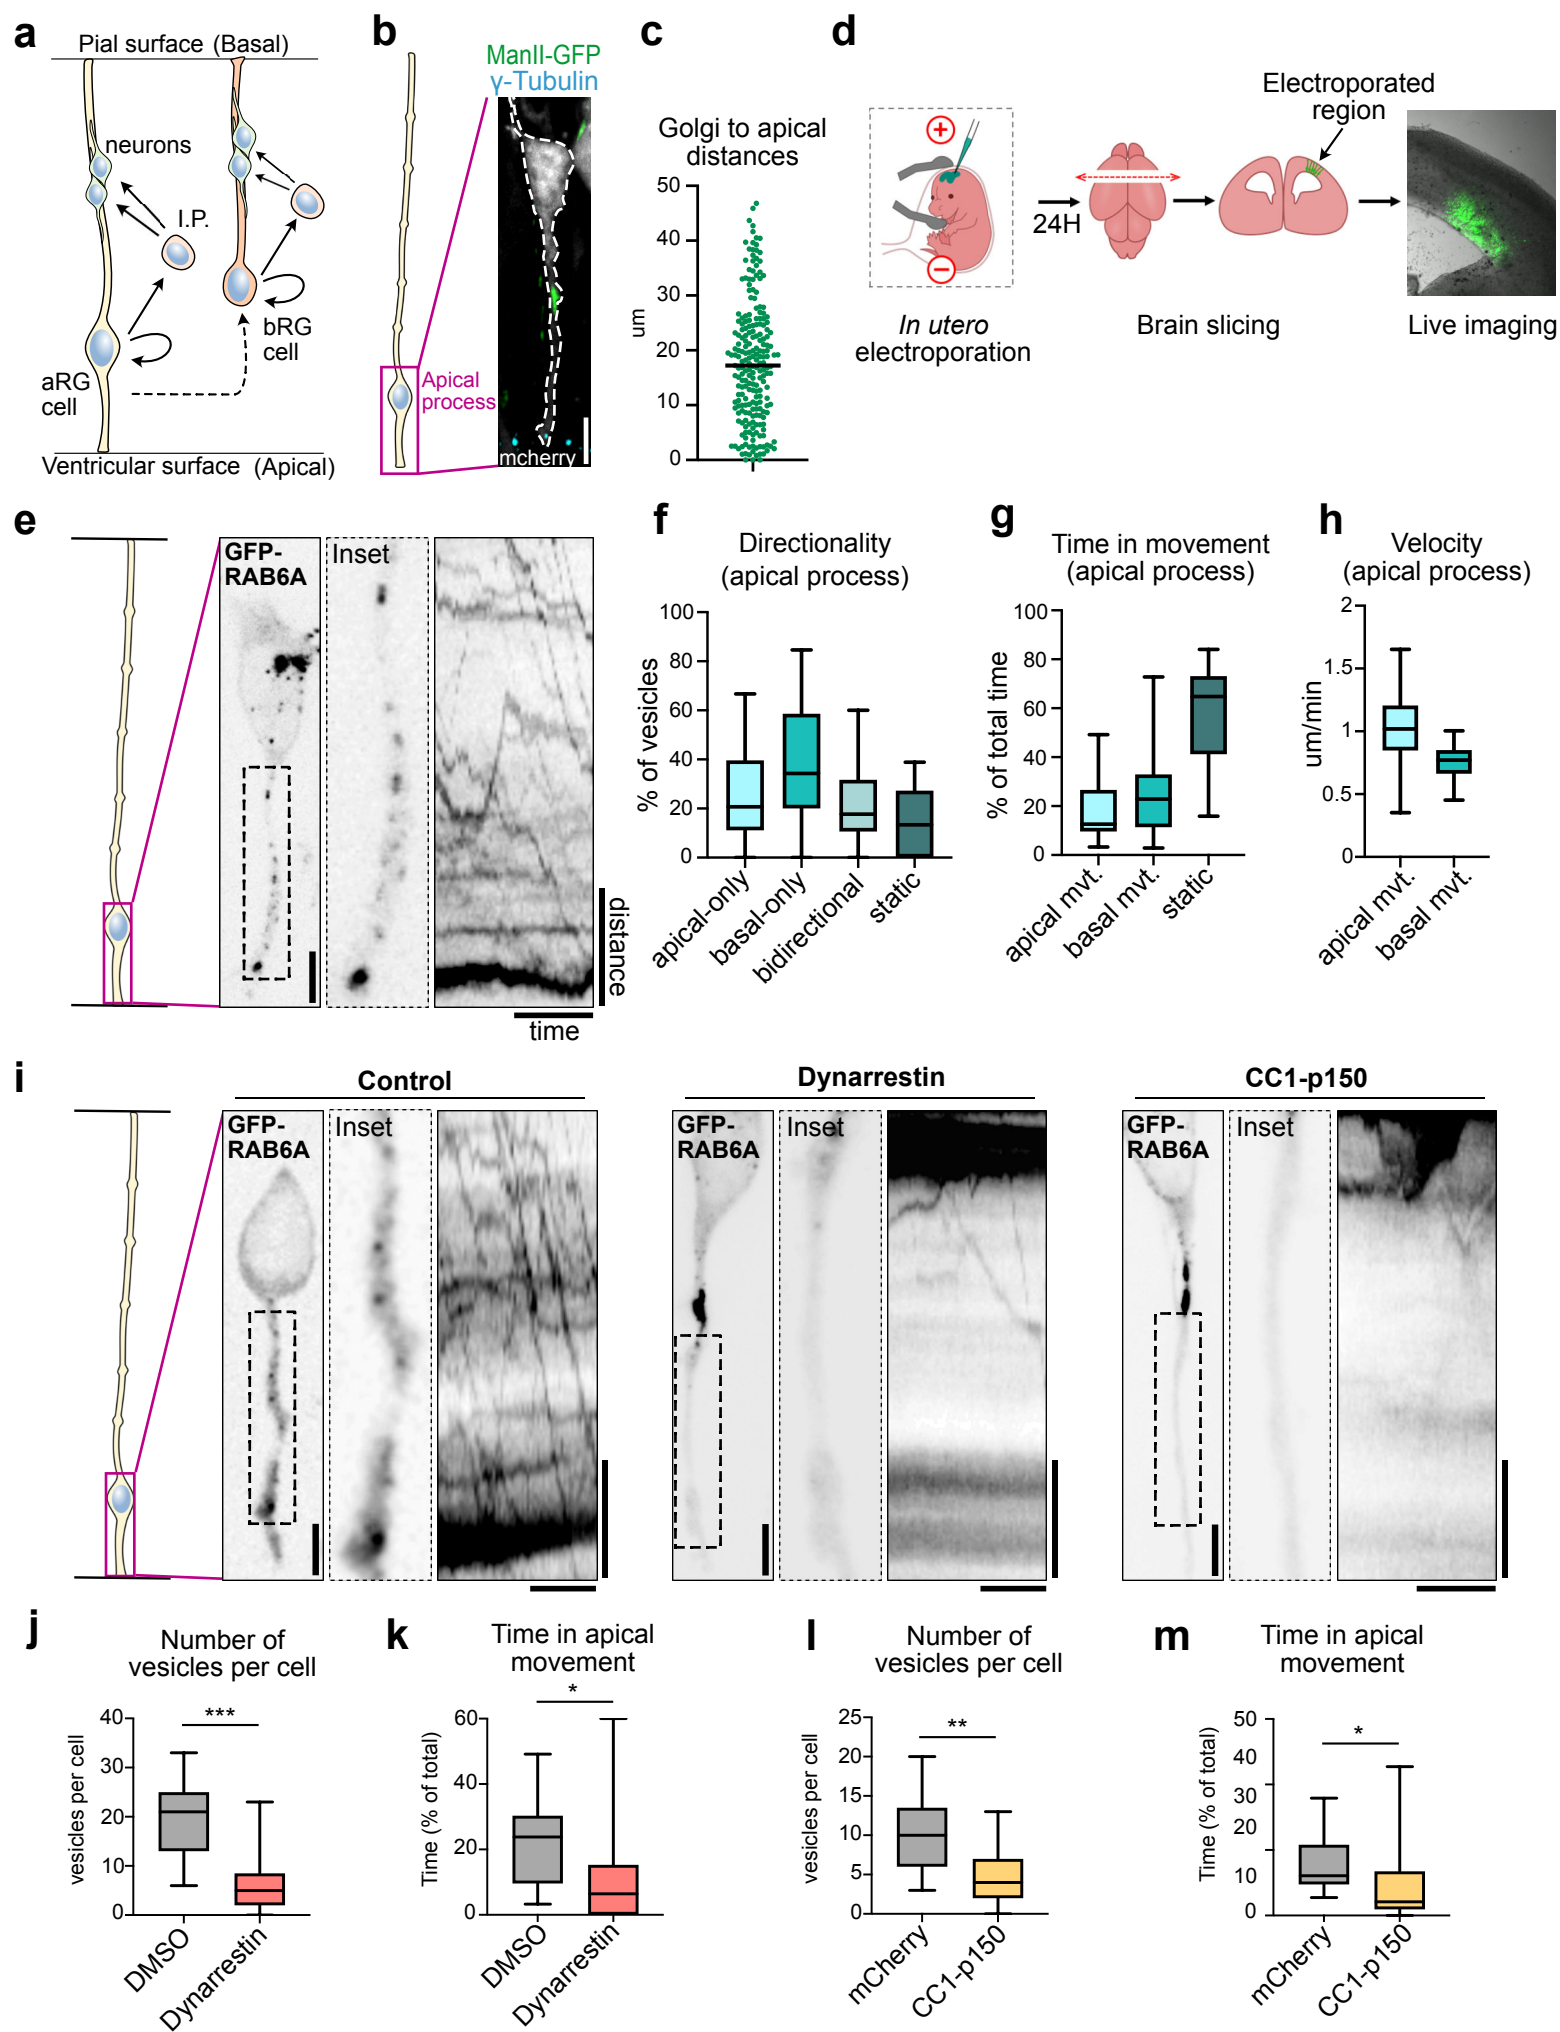 a
Pial surface (Basal)
neurons
I.P.
bRG
cell
aRG
cell
Ventricular surface (Apical)
b
ManII-GFP
γ-Tubulin
Apical
process
mcherry
c
Golgi to apical
distances
um
50
40
30
20
10
0
d
Electroporated
region
24H
In utero
electroporation
Brain slicing
Live imaging
e
GFP-
RAB6A
Inset
distance
time
f
Directionality
(apical process)
% of vesicles
100
80
60
40
20
0
apical-only
basal-only
bidirectional
static
g
Time in movement
(apical process)
% of total time
100
80
60
40
20
0
apical mvt.
basal mvt.
static
h
Velocity
(apical process)
um/min
2
1.5
1
0.5
0
apical mvt.
basal mvt.
i
Control
GFP-
RAB6A
Inset
Dynarrestin
GFP-
RAB6A
Inset
CC1-p150
GFP-
RAB6A
Inset
j
Number of
vesicles per cell
vesicles per cell
40
30
20
10
0
***
DMSO
Dynarrestin
k
Time in apical
movement
Time (% of total)
60
40
20
0
*
DMSO
Dynarrestin
l
Number of
vesicles per cell
vesicles per cell
25
20
15
10
5
0
**
mCherry
CC1-p150
m
Time in apical
movement
Time (% of total)
50
40
30
20
10
0
*
mCherry
CC1-p150